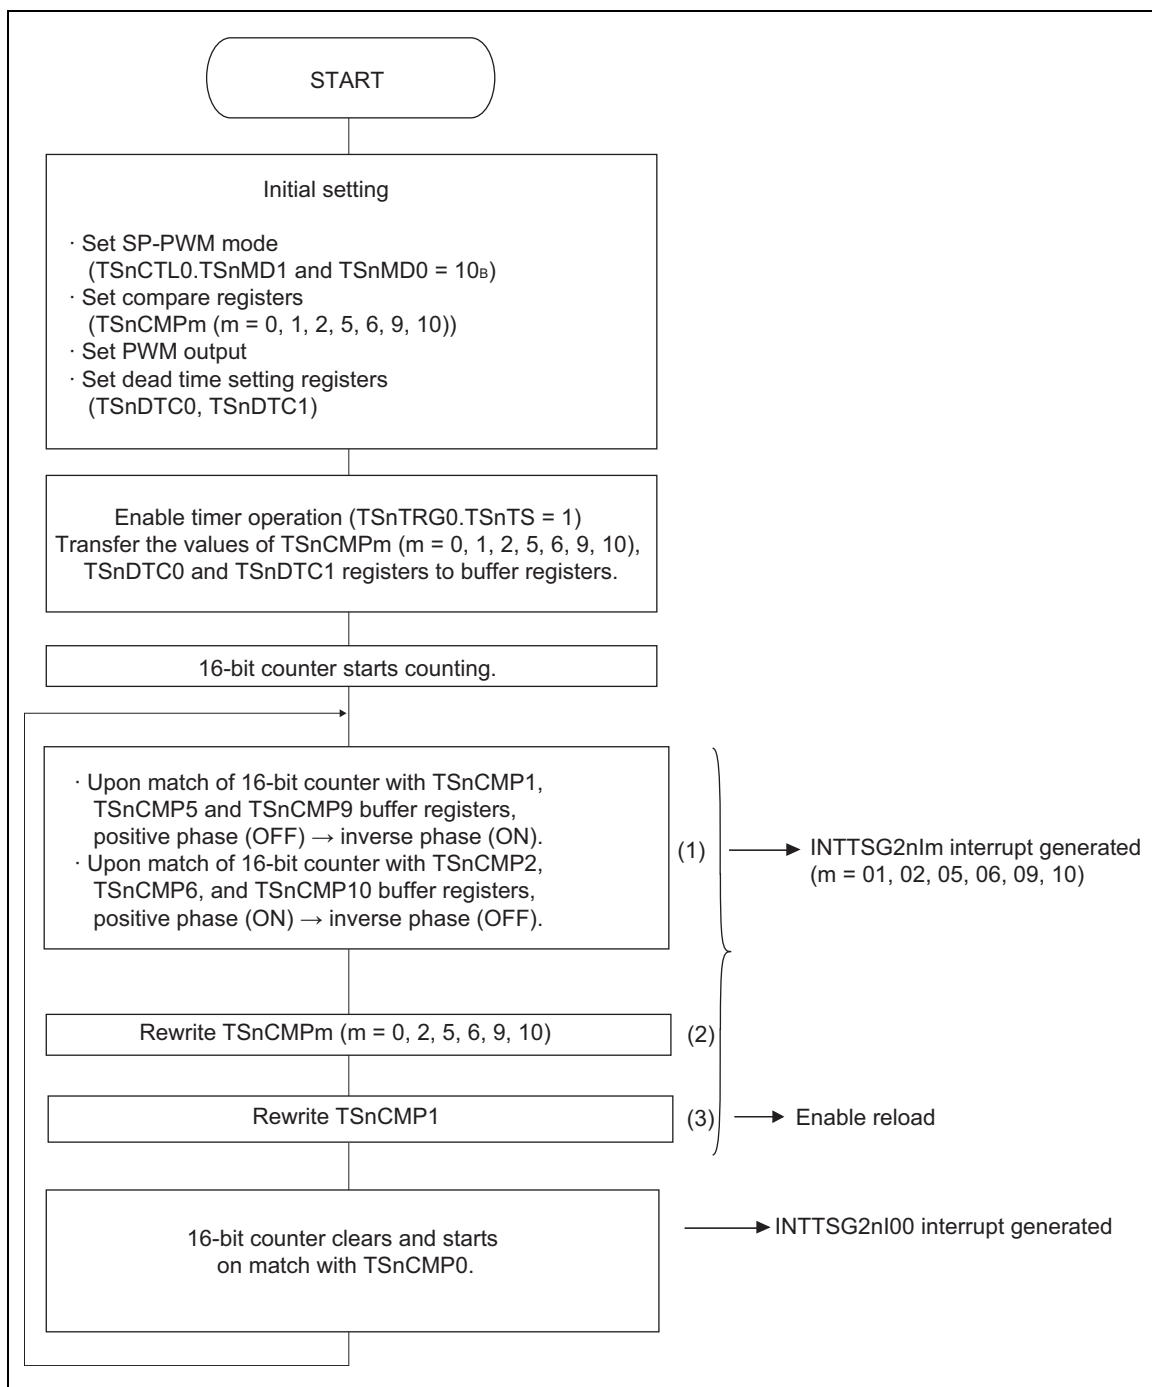 START
Initial setting
· Set SP-PWM mode
(TSnCTL0.TSnMD1 and TSnMD0 = 10B)
· Set compare registers
(TSnCMPm (m = 0, 1, 2, 5, 6, 9, 10))
· Set PWM output
· Set dead time setting registers
(TSnDTC0, TSnDTC1)
Enable timer operation (TSnTRG0.TSnTS = 1)
Transfer the values of TSnCMPm (m = 0, 1, 2, 5, 6, 9, 10),
TSnDTC0 and TSnDTC1 registers to buffer registers.
16-bit counter starts counting.
· Upon match of 16-bit counter with TSnCMP1,
TSnCMP5 and TSnCMP9 buffer registers,
positive phase (OFF) → inverse phase (ON).
· Upon match of 16-bit counter with TSnCMP2,
TSnCMP6, and TSnCMP10 buffer registers,
positive phase (ON) → inverse phase (OFF).
(1)
INTTSG2nIm interrupt generated
(m = 01, 02, 05, 06, 09, 10)
Rewrite TSnCMPm (m = 0, 2, 5, 6, 9, 10)
(2)
Rewrite TSnCMP1
(3)
Enable reload
16-bit counter clears and starts
on match with TSnCMP0.
INTTSG2nI00 interrupt generated